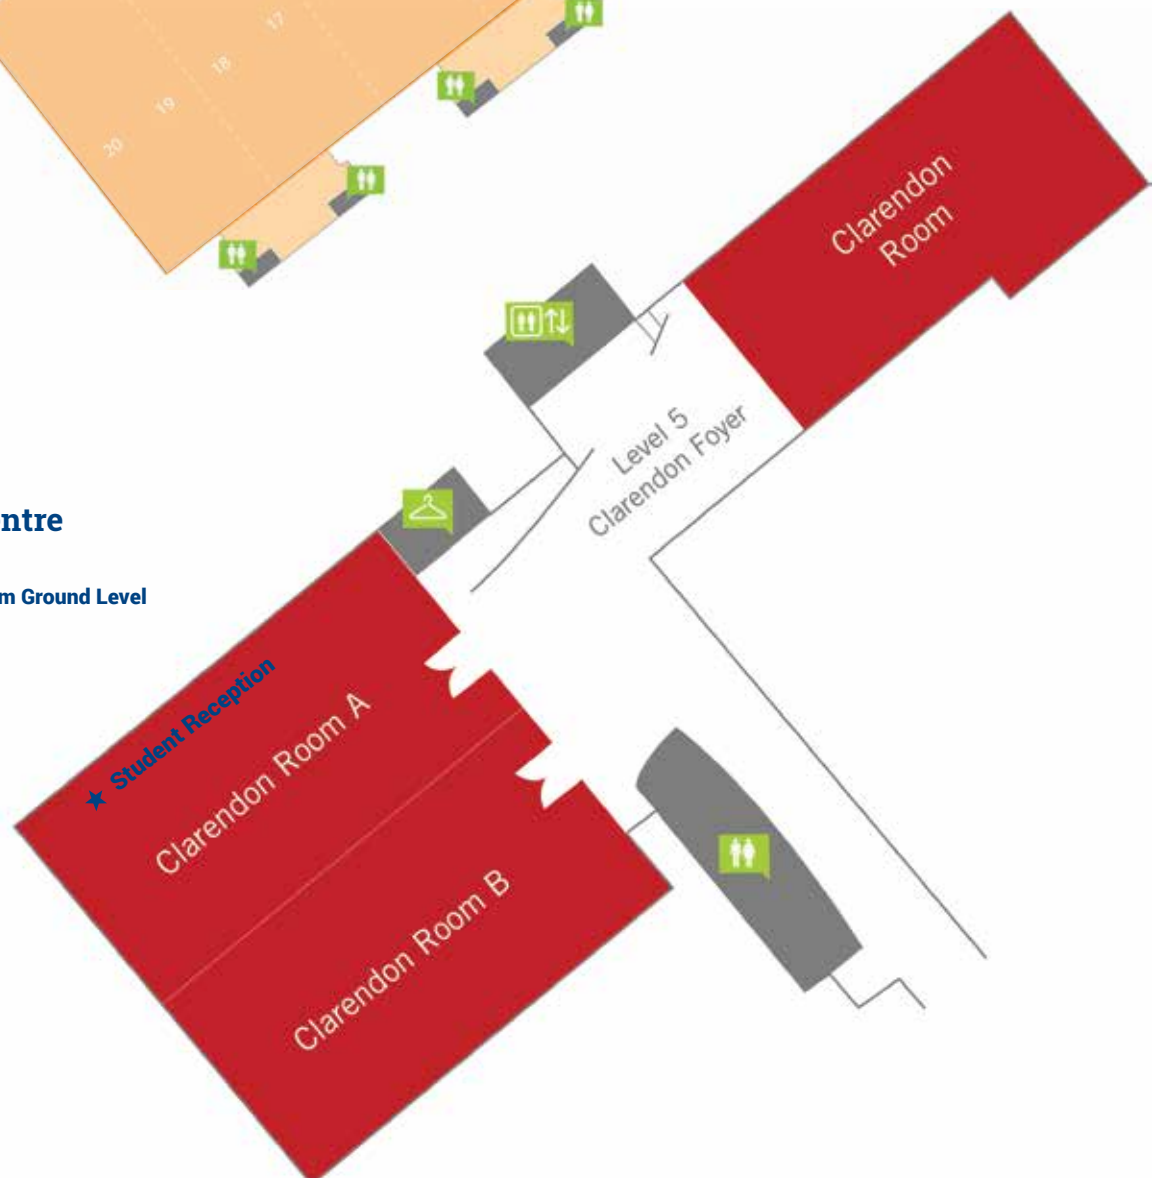 17
18
19
20
Clarendon
Room
Level 5
Clarendon Foyer
ntre
m Ground Level
★ Student Reception
Clarendon Room A
Clarendon Room B